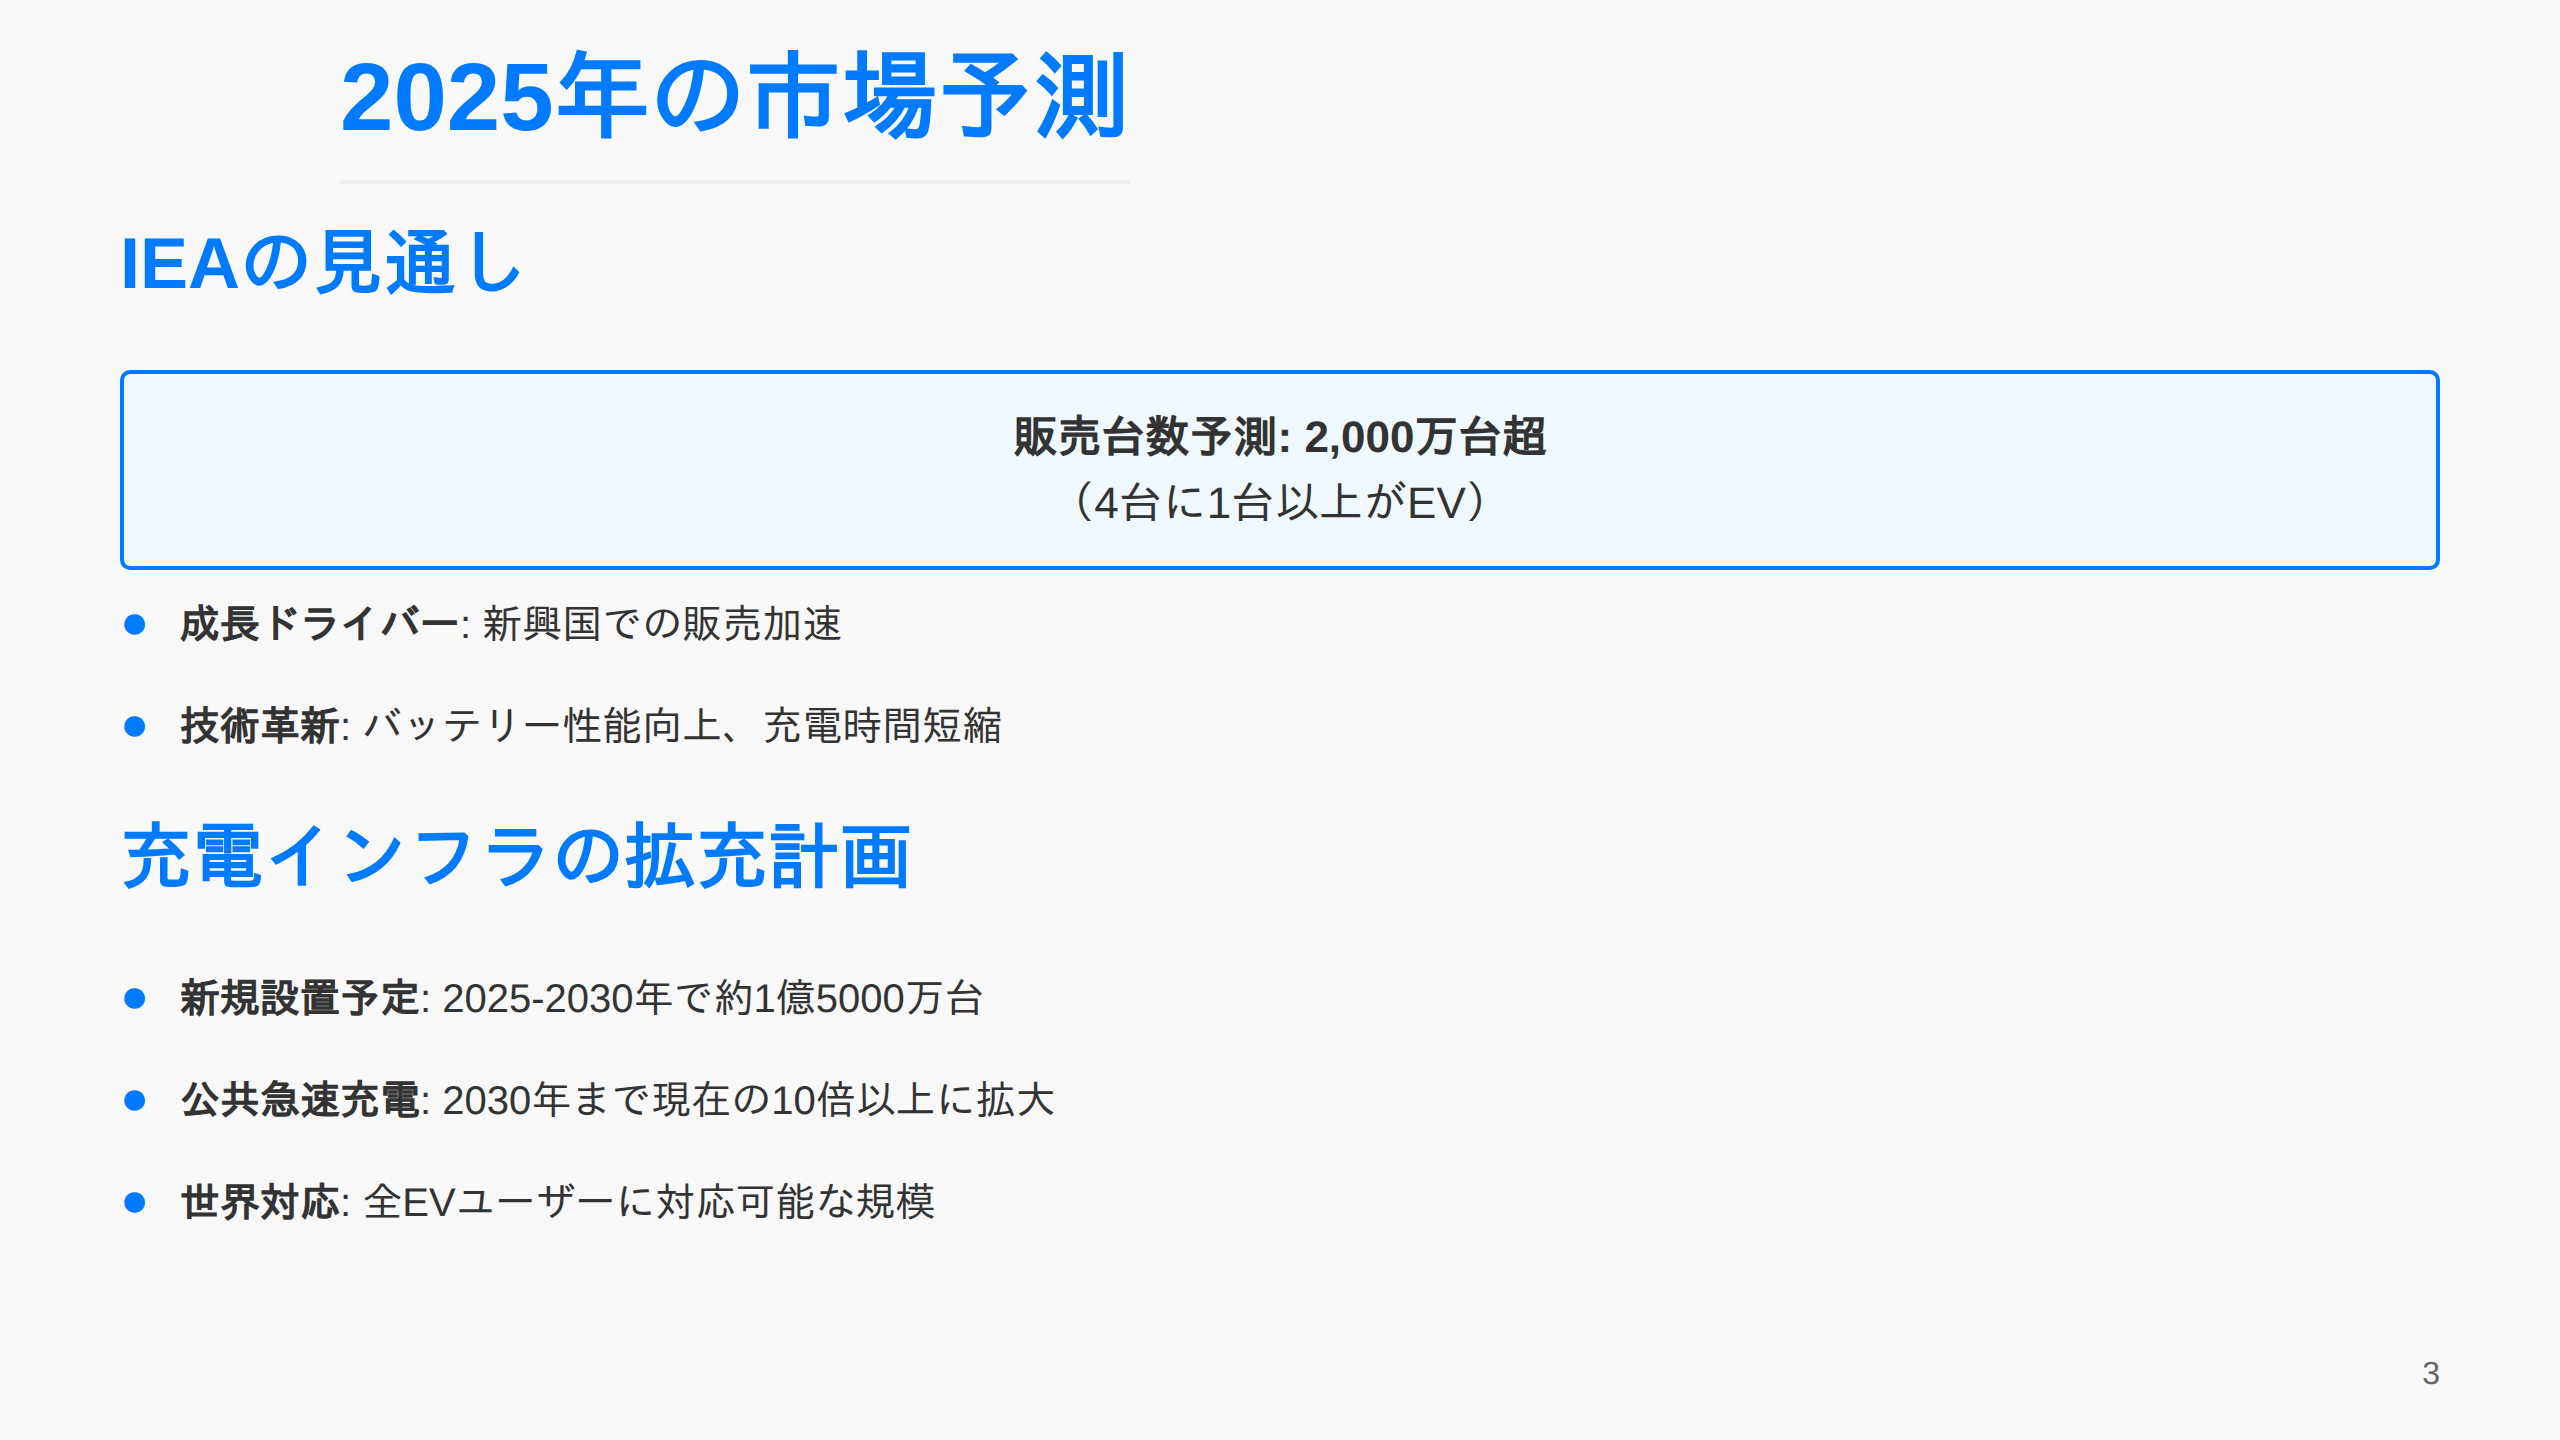 2025年の市場予測
IEAの見通し
販売台数予測: 2,000万台超
（4台に1台以上がEV）
成長ドライバー: 新興国での販売加速
技術革新: バッテリー性能向上、充電時間短縮
充電インフラの拡充計画
新規設置予定: 2025-2030年で約1億5000万台
公共急速充電: 2030年まで現在の10倍以上に拡大
世界対応: 全EVユーザーに対応可能な規模
3